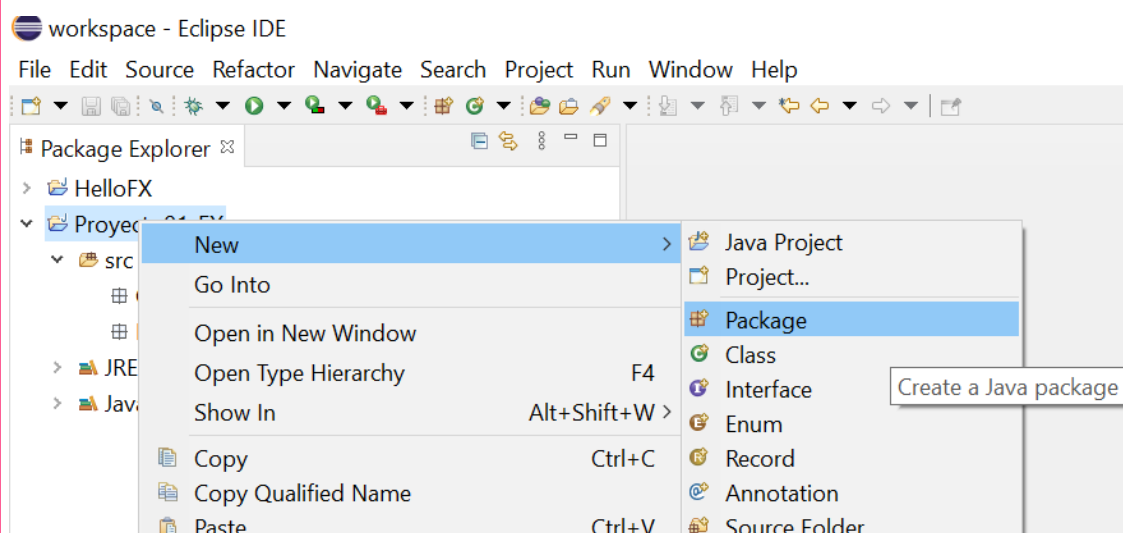 workspace - Eclipse IDE
File Edit Source Refactor Navigate Search Project Run Window Help
Package Explorer
HelloFX
New
Java Project
src
Go Into
Project...
Open in New Window
Package
JRE
Open Type Hierarchy F4
Class
Show In Alt+Shift+W
Interface
Create a Java package
Enum
Copy Ctrl+C
Record
Copy Qualified Name
Annotation
Paste Ctrl+V
Source Folder